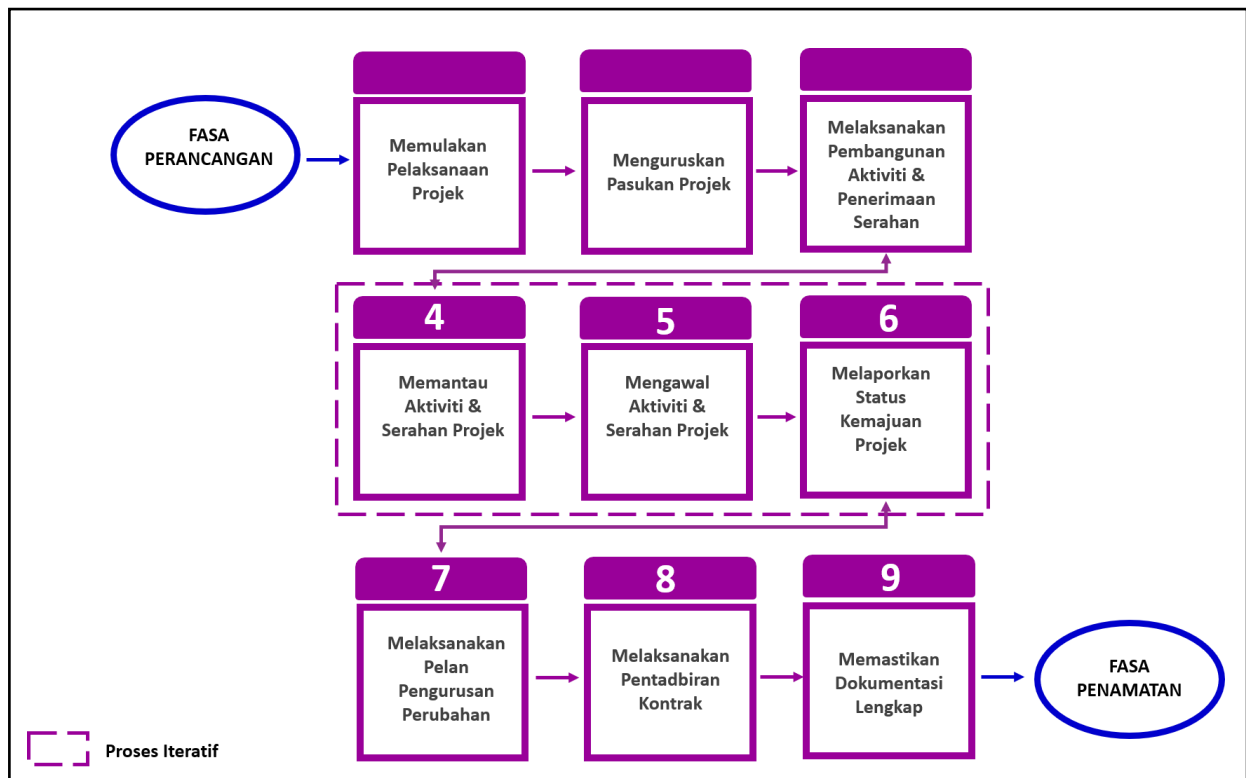 FASA
PERANCANGAN
Memulakan
Pelaksanaan
Projek
Menguruskan
Pasukan Projek
Melaksanakan
Pembangunan
Aktiviti &
Penerimaan
Serahan
4
Memantau
Aktiviti &
Serahan Projek
5
Mengawal
Aktiviti &
Serahan Projek
6
Melaporkan
Status
Kemajuan
Projek
7
Melaksanakan
Pelan
Pengurusan
Perubahan
8
Melaksanakan
Pentadbiran
Kontrak
9
Memastikan
Dokumentasi
Lengkap
FASA
PENAMATAN
Proses Iteratif